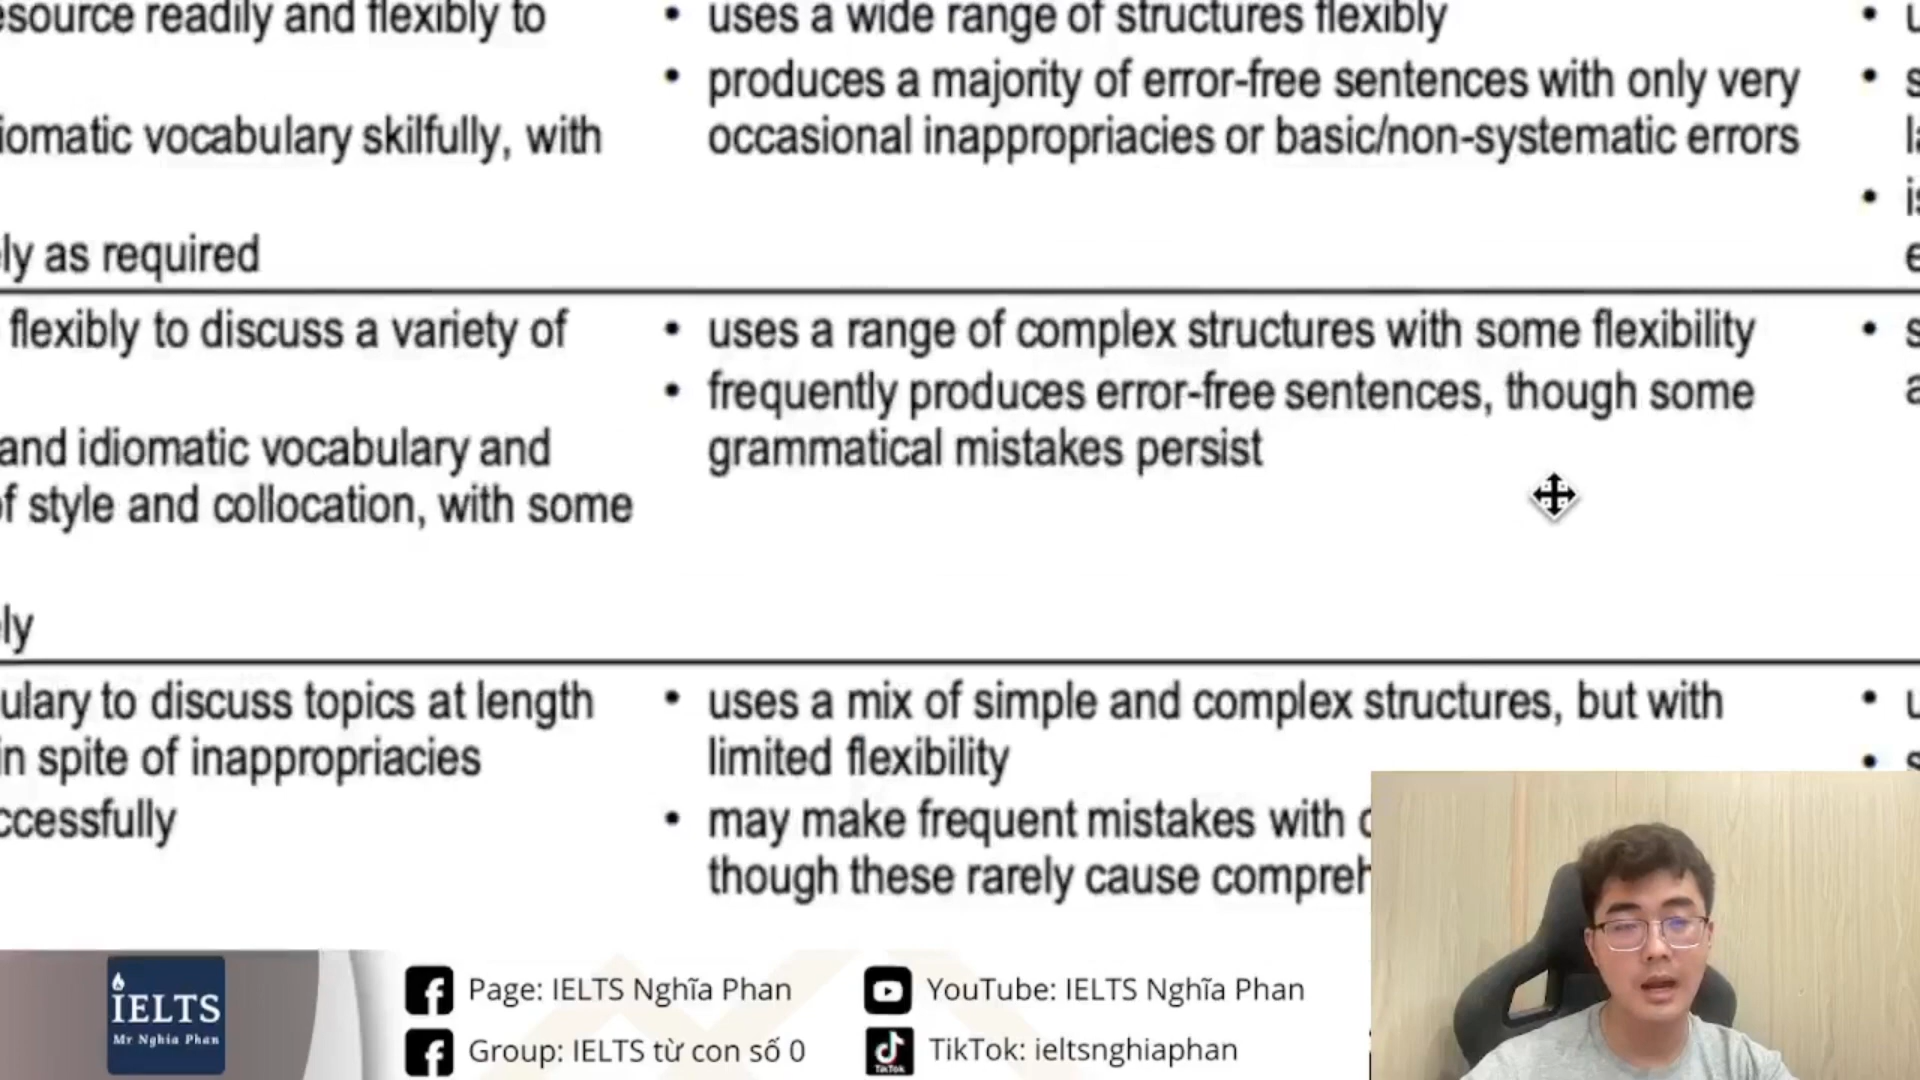 esource readily and flexibly to
iomatic vocabulary skilfully, with
ly as required
• uses a wide range of structures flexibly
• produces a majority of error-free sentences with only very
occasional inappropriacies or basic/non-systematic errors
flexibly to discuss a variety of
and idiomatic vocabulary and
of style and collocation, with some
ly
• uses a range of complex structures with some flexibility
• frequently produces error-free sentences, though some
grammatical mistakes persist
ulary to discuss topics at length
in spite of inappropriacies
ccessfully
• uses a mix of simple and complex structures, but with
limited flexibility
• may make frequent mistakes with
though these rarely cause compreh
IELTS
Mr Nghia Phan
Page: IELTS Nghĩa Phan
Group: IELTS từ con số 0
YouTube: IELTS Nghĩa Phan
TikTok
TikTok: ieltsnghiaphan